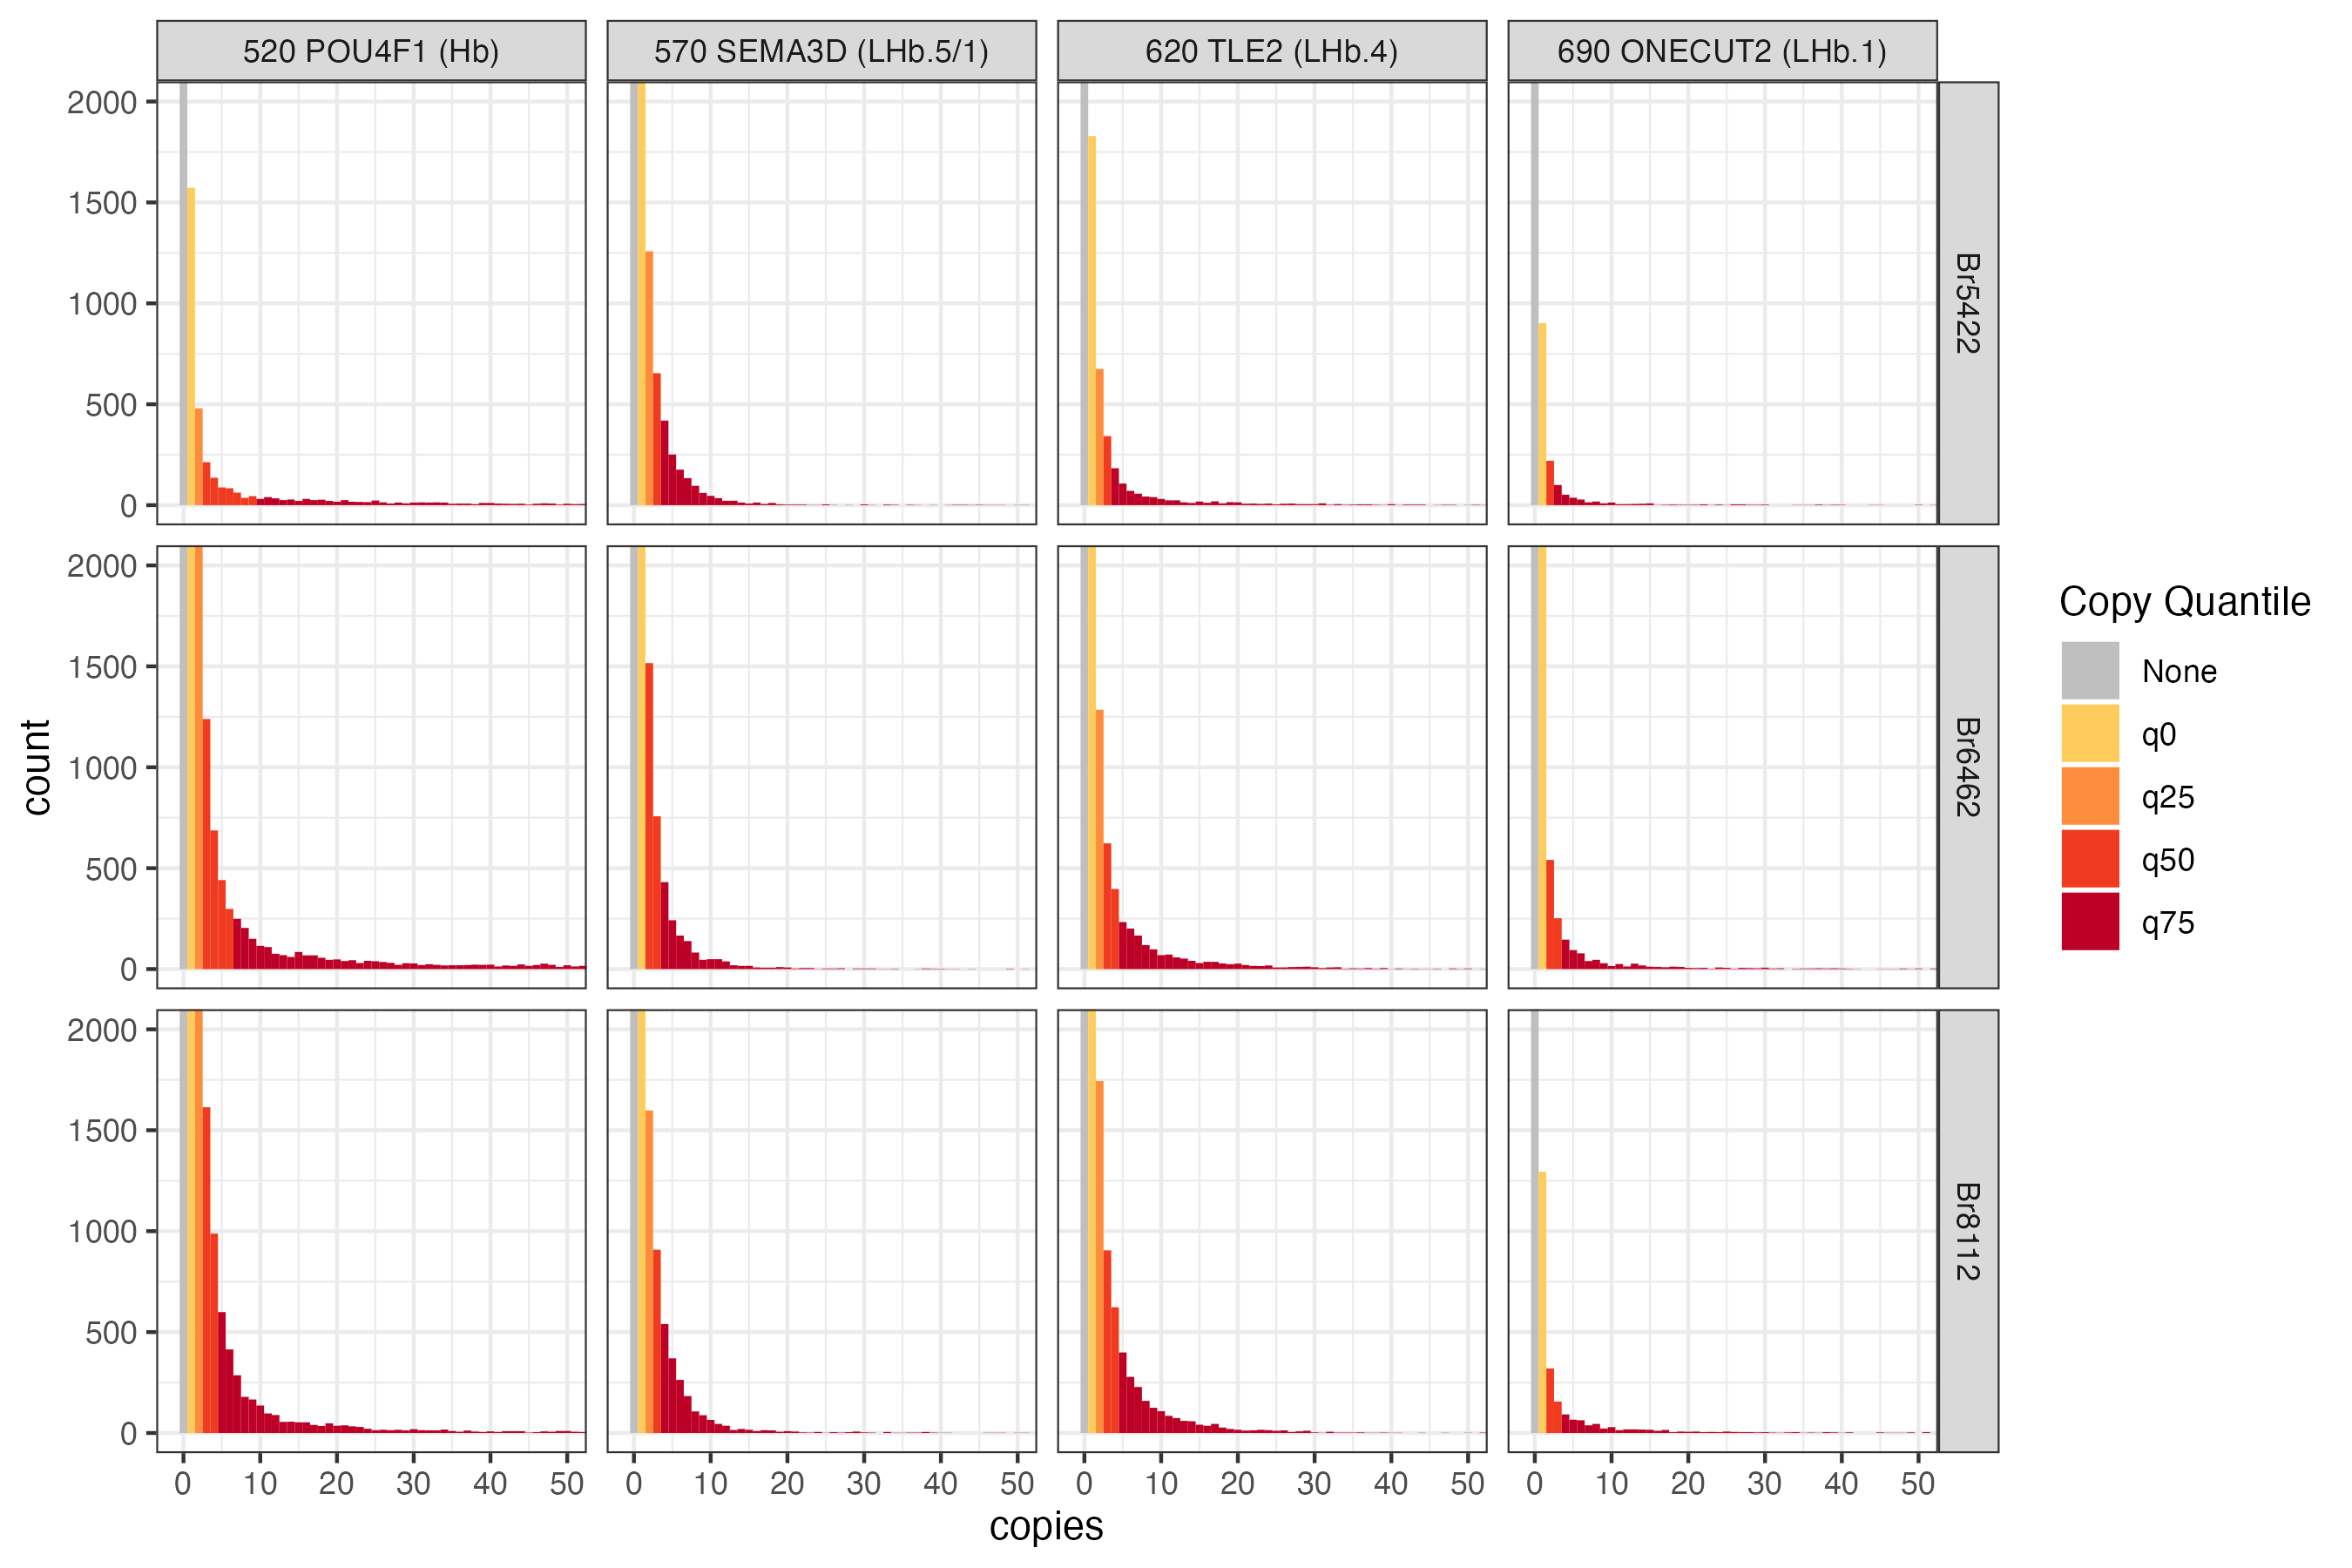 520 POU4F1 (Hb)
570 SEMA3D (LHb.5/1)
620 TLE2 (LHb.4)
690 ONECUT2 (LHb.1)
2000
1500
1000
500
0
Br5422
2000
1500
1000
500
0
Br6462
2000
1500
1000
500
0
Br8112
0 10 20 30 40 50
0 10 20 30 40 50
0 10 20 30 40 50
0 10 20 30 40 50
copies
count
Copy Quantile
None
q0
q25
q50
q75